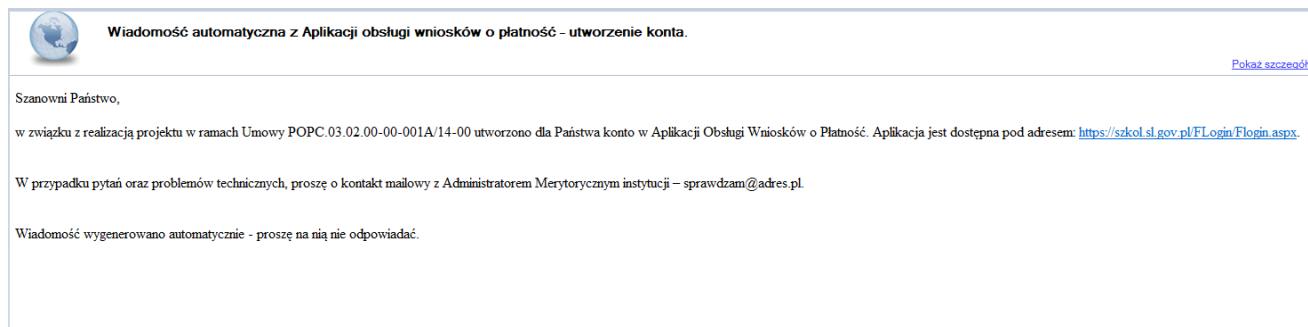 Wiadomość automatyczna z Aplikacji obsługi wniosków o płatność - utworzenie konta.
Pokaż szczegół
Szanowni Państwo,
w związku z realizacją projektu w ramach Umowy POPC.03.02.00-00-001A/14-00 utworzono dla Państwa konto w Aplikacji Obsługi Wniosków o Płatność. Aplikacja jest dostępna pod adresem: https://szkol.sl.gov.pl/FLogin/Flogin.aspx.
W przypadku pytań oraz problemów technicznych, proszę o kontakt mailowy z Administratorem Merytorycznym instytucji – sprawdzam@adres.pl.
Wiadomość wygenerowano automatycznie - proszę na nią nie odpowiadać.